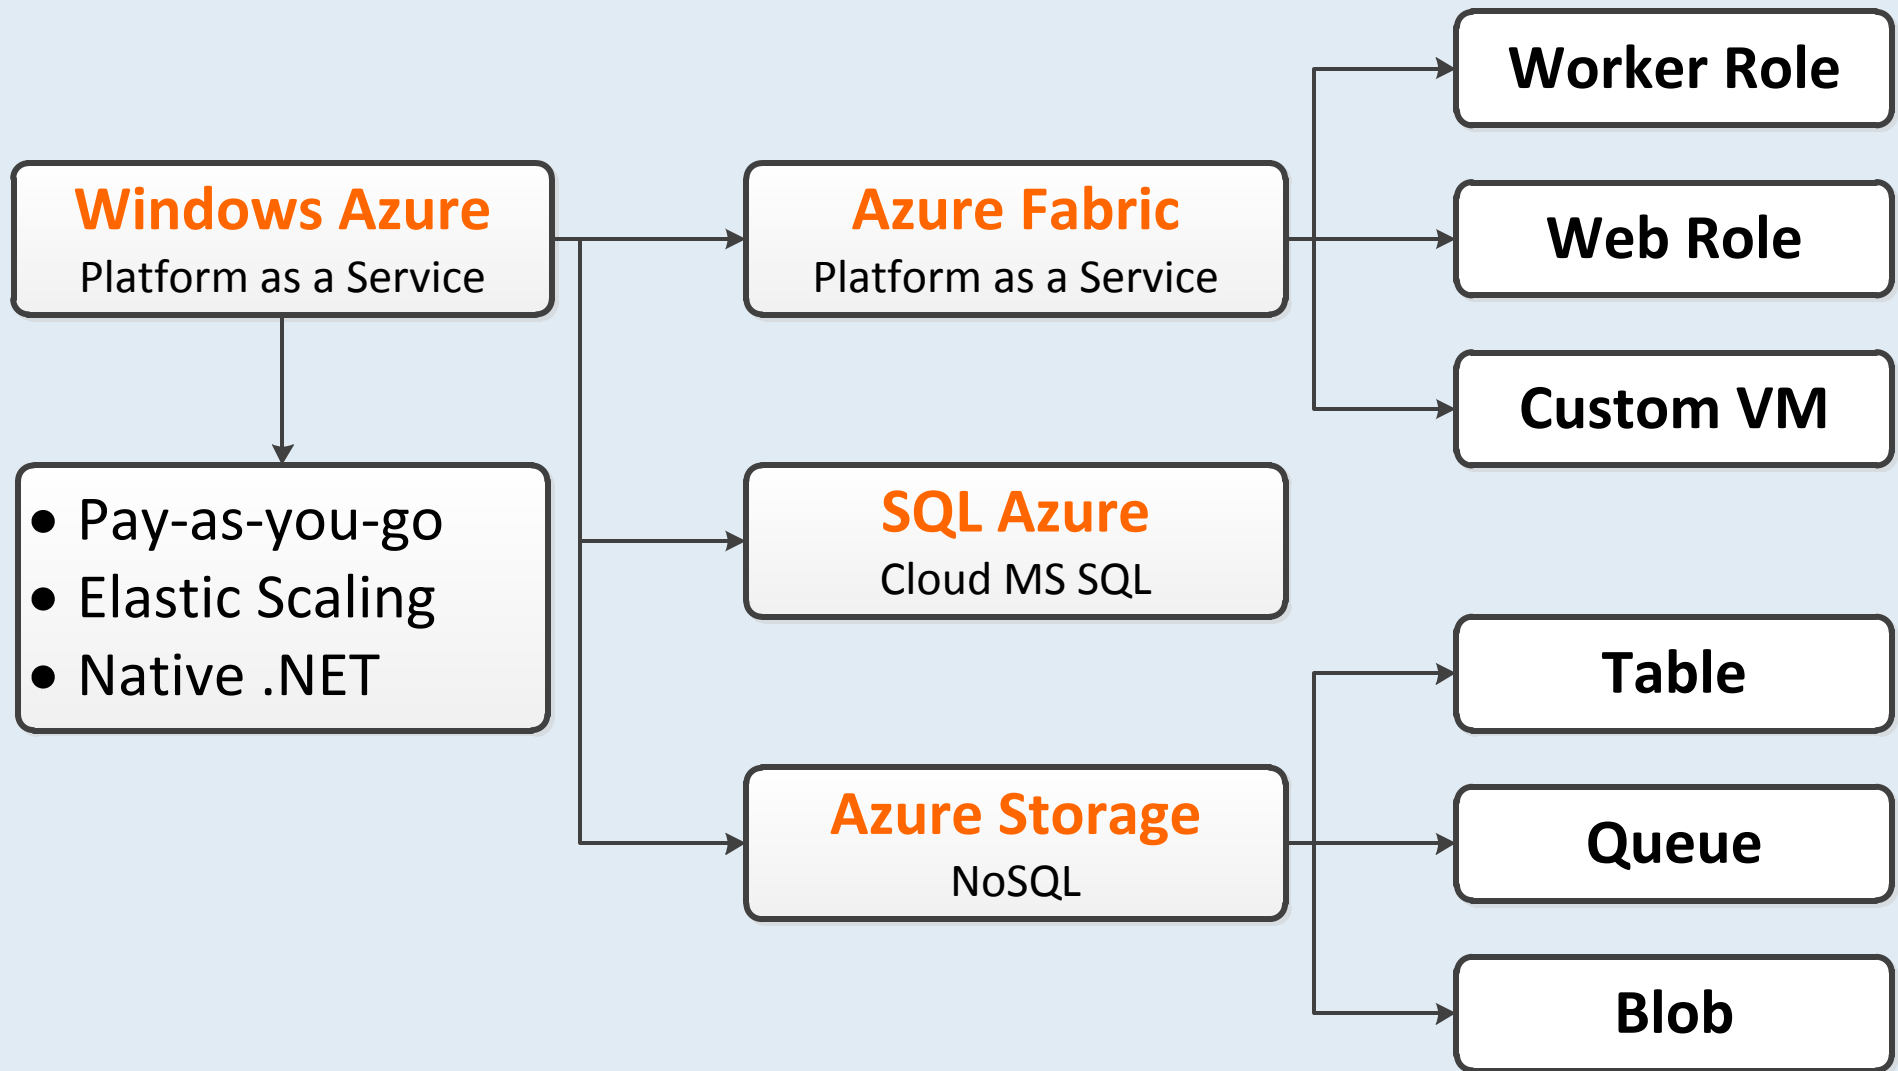 Windows Azure
Platform as a Service
• Pay-as-you-go
• Elastic Scaling
• Native .NET
Azure Fabric
Platform as a Service
SQL Azure
Cloud MS SQL
Azure Storage
NoSQL
Worker Role
Web Role
Custom VM
Table
Queue
Blob